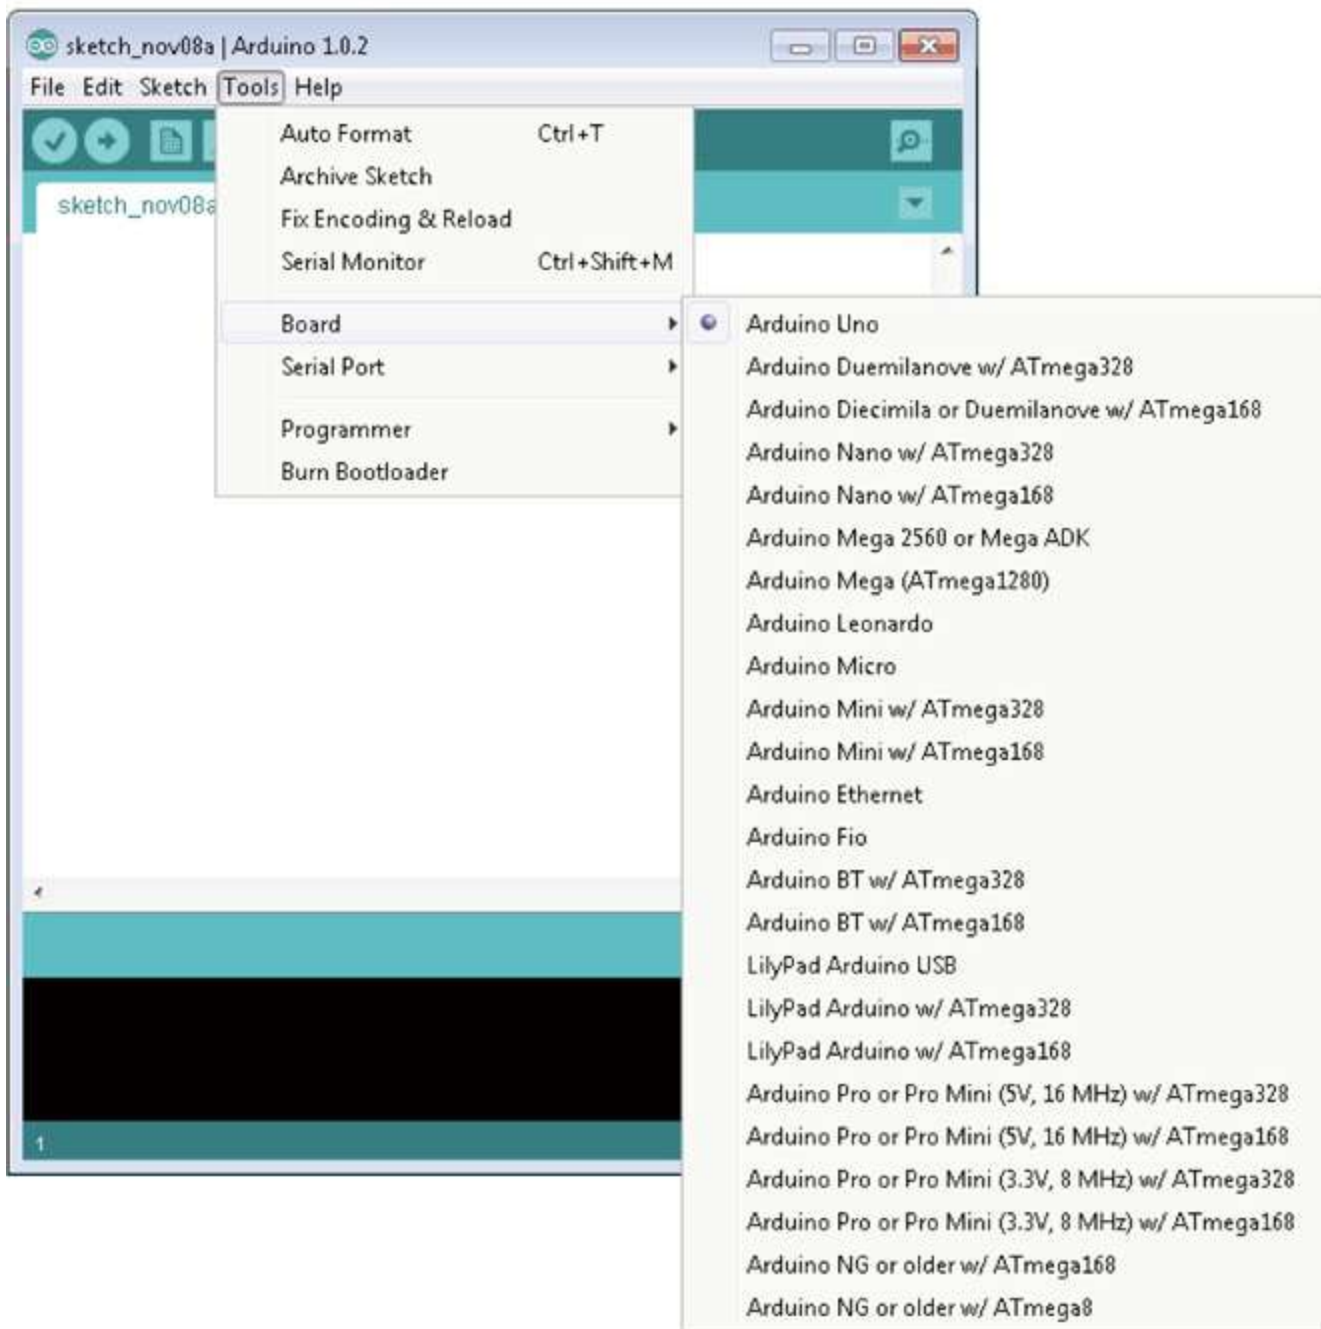 sketch_nov08a | Arduino 1.0.2
File Edit Sketch Tools Help
sketch_nov08a
Auto Format Ctrl+T
Archive Sketch
Fix Encoding & Reload
Serial Monitor Ctrl+Shift+M
Board
Serial Port
Programmer
Burn Bootloader
Arduino Uno
Arduino Duemilanove w/ ATmega328
Arduino Diecimila or Duemilanove w/ ATmega168
Arduino Nano w/ ATmega328
Arduino Nano w/ ATmega168
Arduino Mega 2560 or Mega ADK
Arduino Mega (ATmega1280)
Arduino Leonardo
Arduino Micro
Arduino Mini w/ ATmega328
Arduino Mini w/ ATmega168
Arduino Ethernet
Arduino Fio
Arduino BT w/ ATmega328
Arduino BT w/ ATmega168
LilyPad Arduino USB
LilyPad Arduino w/ ATmega328
LilyPad Arduino w/ ATmega168
Arduino Pro or Pro Mini (5V, 16 MHz) w/ ATmega328
Arduino Pro or Pro Mini (5V, 16 MHz) w/ ATmega168
Arduino Pro or Pro Mini (3.3V, 8 MHz) w/ ATmega328
Arduino Pro or Pro Mini (3.3V, 8 MHz) w/ ATmega168
Arduino NG or older w/ ATmega168
Arduino NG or older w/ ATmega8
1